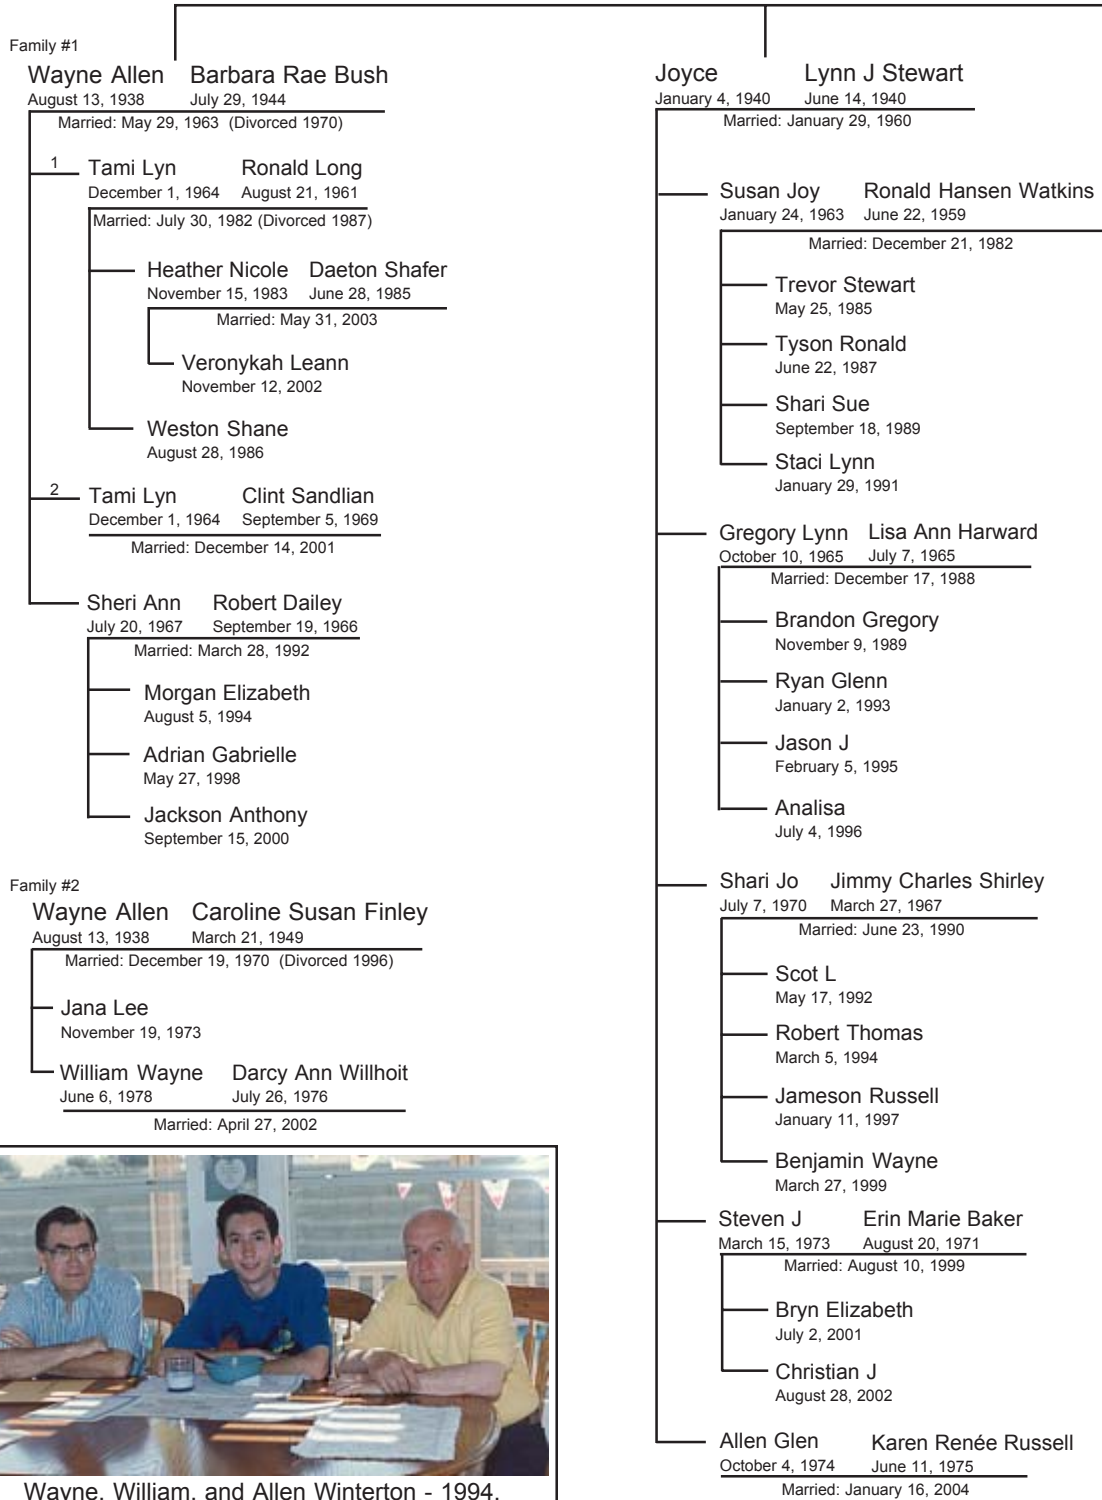 Family #1
Wayne Allen Barbara Rae Bush
August 13, 1938 July 29, 1944
Married: May 29, 1963 (Divorced 1970)
1
Tami Lyn Ronald Long
December 1, 1964 August 21, 1961
Married: July 30, 1982 (Divorced 1987)
Heather Nicole Daeton Shafer
November 15, 1983 June 28, 1985
Married: May 31, 2003
Veronykah Leann
November 12, 2002
Weston Shane
August 28, 1986
2
Tami Lyn Clint Sandlian
December 1, 1964 September 5, 1969
Married: December 14, 2001
Sheri Ann Robert Dailey
July 20, 1967 September 19, 1966
Married: March 28, 1992
Morgan Elizabeth
August 5, 1994
Adrian Gabrielle
May 27, 1998
Jackson Anthony
September 15, 2000
Family #2
Wayne Allen Caroline Susan Finley
August 13, 1938 March 21, 1949
Married: December 19, 1970 (Divorced 1996)
Jana Lee
November 19, 1973
William Wayne Darcy Ann Willhoit
June 6, 1978 July 26, 1976
Married: April 27, 2002
Wayne, William, and Allen Winterton - 1994.
Joyce Lynn J Stewart
January 4, 1940 June 14, 1940
Married: January 29, 1960
Susan Joy Ronald Hansen Watkins
January 24, 1963 June 22, 1959
Married: December 21, 1982
Trevor Stewart
May 25, 1985
Tyson Ronald
June 22, 1987
Shari Sue
September 18, 1989
Staci Lynn
January 29, 1991
Gregory Lynn Lisa Ann Harward
October 10, 1965 July 7, 1965
Married: December 17, 1988
Brandon Gregory
November 9, 1989
Ryan Glenn
January 2, 1993
Jason J
February 5, 1995
Analisa
July 4, 1996
Shari Jo Jimmy Charles Shirley
July 7, 1970 March 27, 1967
Married: June 23, 1990
Scot L
May 17, 1992
Robert Thomas
March 5, 1994
Jameson Russell
January 11, 1997
Benjamin Wayne
March 27, 1999
Steven J Erin Marie Baker
March 15, 1973 August 20, 1971
Married: August 10, 1999
Bryn Elizabeth
July 2, 2001
Christian J
August 28, 2002
Allen Glen Karen Renée Russell
October 4, 1974 June 11, 1975
Married: January 16, 2004